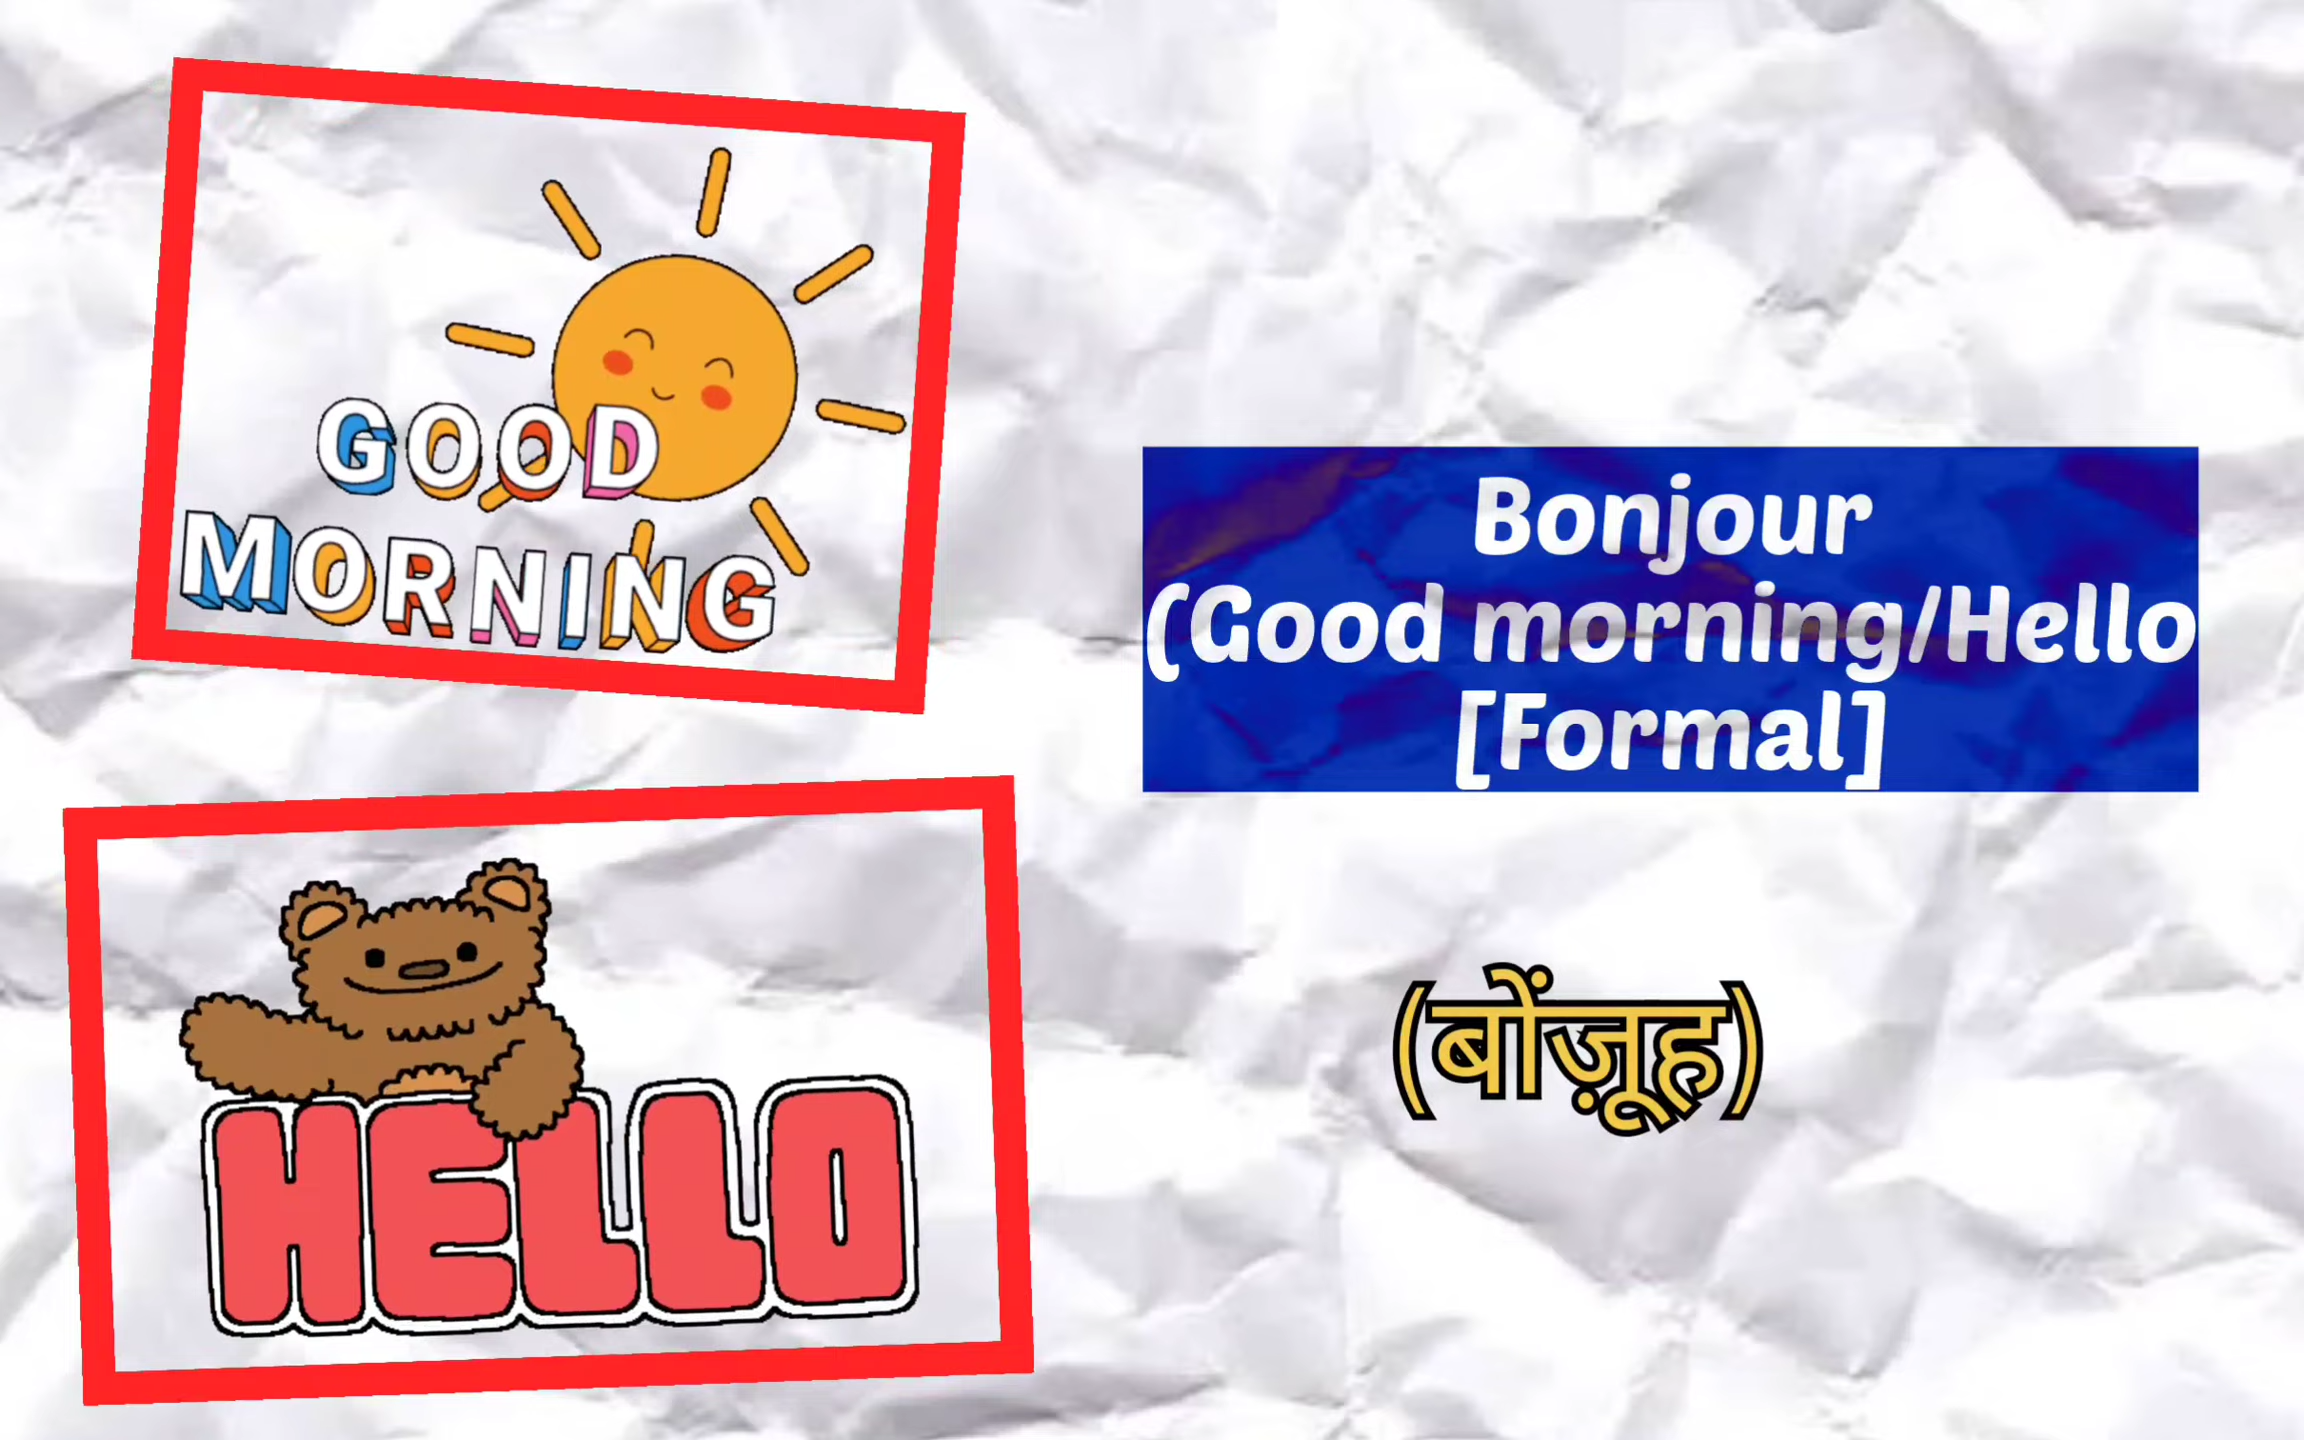 GOOD
MORNING
HELLO
Bonjour
(Good morning/Hello
[Formal]
(बोंज़ूह)